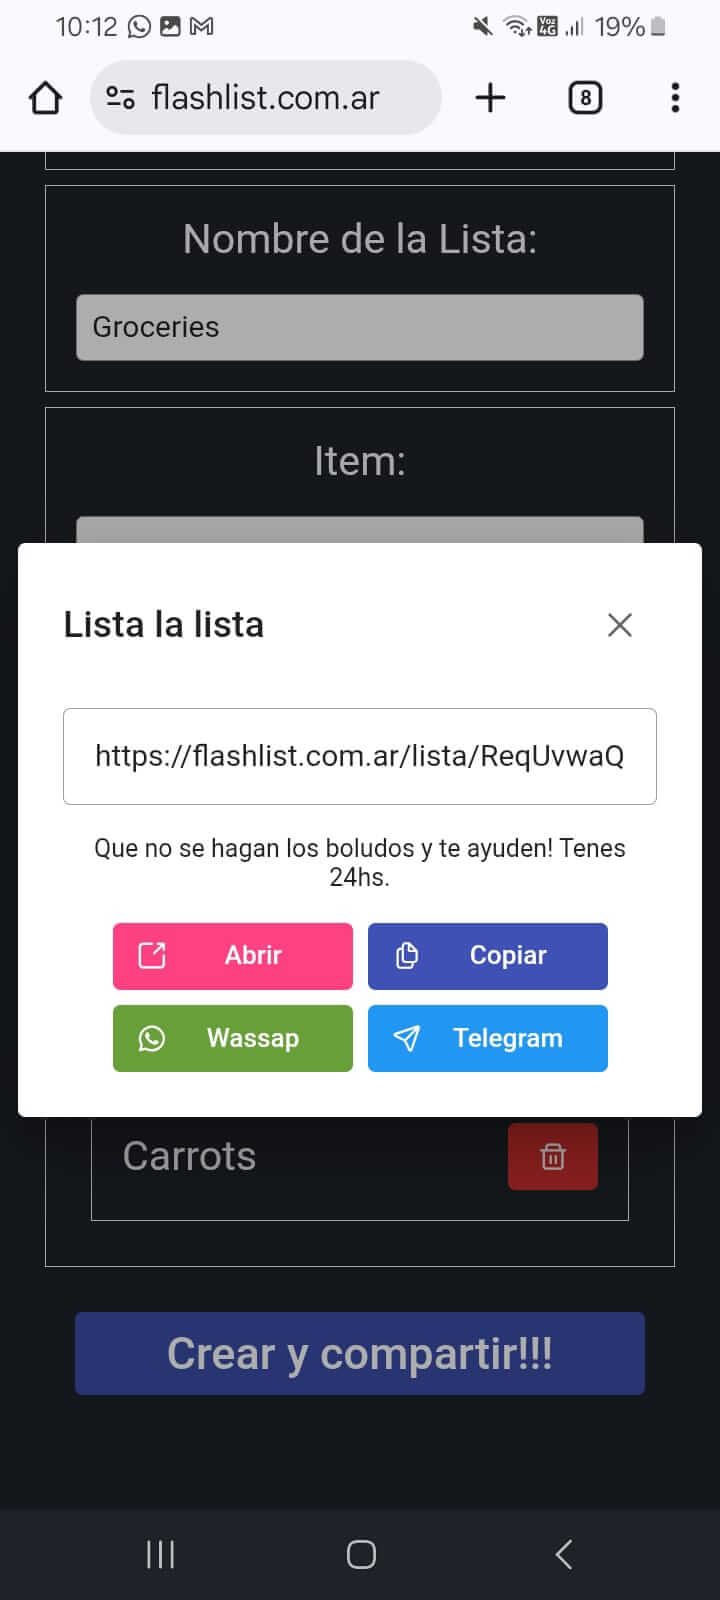 10:12
Voz
4G
19%
flashlist.com.ar
8
Nombre de la Lista:
Groceries
Item:
Lista la lista
https://flashlist.com.ar/lista/ReqUvwaQ
Que no se hagan los boludos y te ayuden! Tenes
24hs.
Abrir
Copiar
Wassap
Telegram
Carrots
Crear y compartir!!!